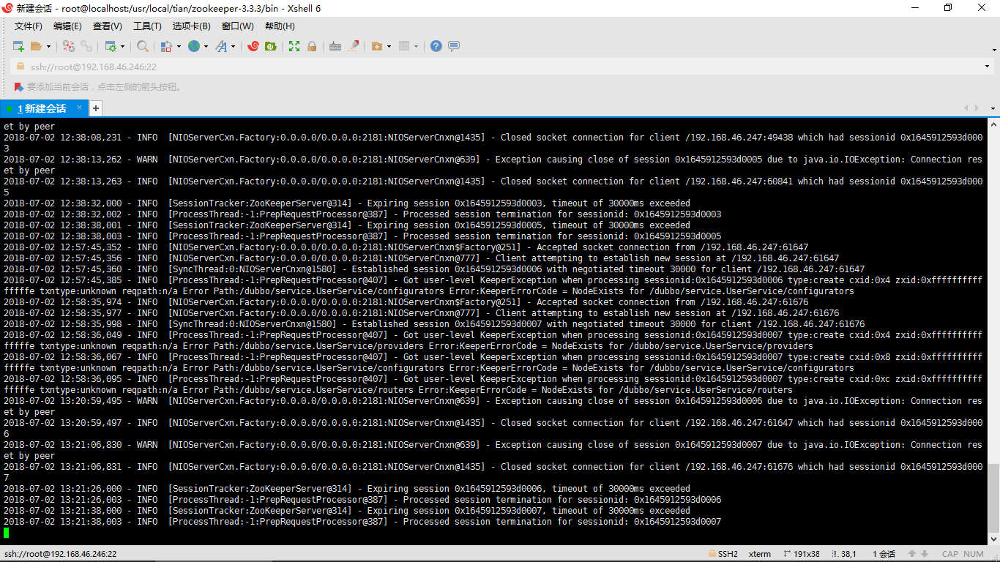 新建会话 - root@localhost:/usr/local/tian/zookeeper-3.3.3/bin - Xshell 6
文件(F) 编辑(E) 查看(V) 工具(T) 选项卡(B) 窗口(W) 帮助(H)
ssh://root@192.168.46.246:22
要添加当前会话，点击左侧的箭头按钮。
1 新建会话 × +
et by peer
2018-07-02 12:38:08,231 - INFO  [NIOServerCxn.Factory:0.0.0.0/0.0.0.0:2181:NIOServerCnxn@1435] - Closed socket connection for client /192.168.46.247:49438 which had sessionid 0x1645912593d000
3
2018-07-02 12:38:13,262 - WARN  [NIOServerCxn.Factory:0.0.0.0/0.0.0.0:2181:NIOServerCnxn@639] - Exception causing close of session 0x1645912593d0005 due to java.io.IOException: Connection res
et by peer
2018-07-02 12:38:13,263 - INFO  [NIOServerCxn.Factory:0.0.0.0/0.0.0.0:2181:NIOServerCnxn@1435] - Closed socket connection for client /192.168.46.247:60841 which had sessionid 0x1645912593d000
5
2018-07-02 12:38:32,000 - INFO  [SessionTracker:ZooKeeperServer@314] - Expiring session 0x1645912593d0003, timeout of 30000ms exceeded
2018-07-02 12:38:32,002 - INFO  [ProcessThread:-1:PrepRequestProcessor@387] - Processed session termination for sessionid: 0x1645912593d0003
2018-07-02 12:38:38,001 - INFO  [SessionTracker:ZooKeeperServer@314] - Expiring session 0x1645912593d0005, timeout of 30000ms exceeded
2018-07-02 12:38:38,003 - INFO  [ProcessThread:-1:PrepRequestProcessor@387] - Processed session termination for sessionid: 0x1645912593d0005
2018-07-02 12:57:45,352 - INFO  [NIOServerCxn.Factory:0.0.0.0/0.0.0.0:2181:NIOServerCnxn$Factory@251] - Accepted socket connection from /192.168.46.247:61647
2018-07-02 12:57:45,356 - INFO  [NIOServerCxn.Factory:0.0.0.0/0.0.0.0:2181:NIOServerCnxn@777] - Client attempting to establish new session at /192.168.46.247:61647
2018-07-02 12:57:45,360 - INFO  [SyncThread:0:NIOServerCnxn@1580] - Established session 0x1645912593d0006 with negotiated timeout 30000 for client /192.168.46.247:61647
2018-07-02 12:57:45,385 - INFO  [ProcessThread:-1:PrepRequestProcessor@407] - Got user-level KeeperException when processing sessionid:0x1645912593d0006 type:create cxid:0x4 zxid:0xfffffffffff
fffffe txntype:unknown reqpath:n/a Error Path:/dubbo/service.UserService/configurators Error:KeeperErrorCode = NodeExists for /dubbo/service.UserService/configurators
2018-07-02 12:58:35,974 - INFO  [NIOServerCxn.Factory:0.0.0.0/0.0.0.0:2181:NIOServerCnxn$Factory@251] - Accepted socket connection from /192.168.46.247:61676
2018-07-02 12:58:35,977 - INFO  [NIOServerCxn.Factory:0.0.0.0/0.0.0.0:2181:NIOServerCnxn@777] - Client attempting to establish new session at /192.168.46.247:61676
2018-07-02 12:58:35,998 - INFO  [SyncThread:0:NIOServerCnxn@1580] - Established session 0x1645912593d0007 with negotiated timeout 30000 for client /192.168.46.247:61676
2018-07-02 12:58:36,049 - INFO  [ProcessThread:-1:PrepRequestProcessor@407] - Got user-level KeeperException when processing sessionid:0x1645912593d0007 type:create cxid:0x4 zxid:0xfffffffffff
fffffe txntype:unknown reqpath:n/a Error Path:/dubbo/service.UserService/providers Error:KeeperErrorCode = NodeExists for /dubbo/service.UserService/providers
2018-07-02 12:58:36,067 - INFO  [ProcessThread:-1:PrepRequestProcessor@407] - Got user-level KeeperException when processing sessionid:0x1645912593d0007 type:create cxid:0x8 zxid:0xfffffffffff
fffffe txntype:unknown reqpath:n/a Error Path:/dubbo/service.UserService/configurators Error:KeeperErrorCode = NodeExists for /dubbo/service.UserService/configurators
2018-07-02 12:58:36,095 - INFO  [ProcessThread:-1:PrepRequestProcessor@407] - Got user-level KeeperException when processing sessionid:0x1645912593d0007 type:create cxid:0xc zxid:0xfffffffffff
fffffe txntype:unknown reqpath:n/a Error Path:/dubbo/service.UserService/routers Error:KeeperErrorCode = NodeExists for /dubbo/service.UserService/routers
2018-07-02 13:20:59,495 - WARN  [NIOServerCxn.Factory:0.0.0.0/0.0.0.0:2181:NIOServerCnxn@639] - Exception causing close of session 0x1645912593d0006 due to java.io.IOException: Connection res
et by peer
2018-07-02 13:20:59,497 - INFO  [NIOServerCxn.Factory:0.0.0.0/0.0.0.0:2181:NIOServerCnxn@1435] - Closed socket connection for client /192.168.46.247:61647 which had sessionid 0x1645912593d000
6
2018-07-02 13:21:06,830 - WARN  [NIOServerCxn.Factory:0.0.0.0/0.0.0.0:2181:NIOServerCnxn@639] - Exception causing close of session 0x1645912593d0007 due to java.io.IOException: Connection res
et by peer
2018-07-02 13:21:06,831 - INFO  [NIOServerCxn.Factory:0.0.0.0/0.0.0.0:2181:NIOServerCnxn@1435] - Closed socket connection for client /192.168.46.247:61676 which had sessionid 0x1645912593d000
7
2018-07-02 13:21:26,000 - INFO  [SessionTracker:ZooKeeperServer@314] - Expiring session 0x1645912593d0006, timeout of 30000ms exceeded
2018-07-02 13:21:26,003 - INFO  [ProcessThread:-1:PrepRequestProcessor@387] - Processed session termination for sessionid: 0x1645912593d0006
2018-07-02 13:21:38,000 - INFO  [SessionTracker:ZooKeeperServer@314] - Expiring session 0x1645912593d0007, timeout of 30000ms exceeded
2018-07-02 13:21:38,003 - INFO  [ProcessThread:-1:PrepRequestProcessor@387] - Processed session termination for sessionid: 0x1645912593d0007
ssh://root@192.168.46.246:22 SSH2 xterm 191x38 38,1 1 会话 CAP NUM